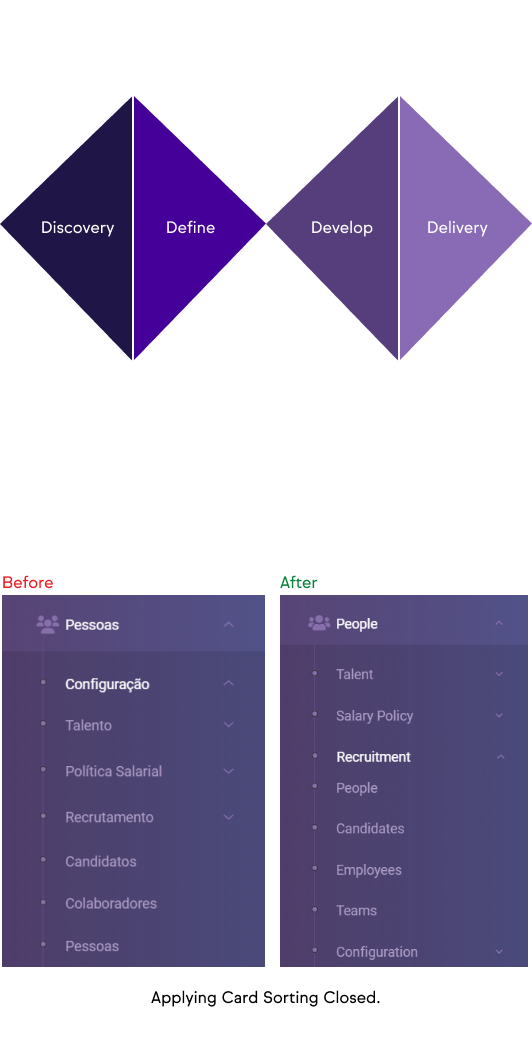 Discovery
Define
Develop
Delivery
Before
Pessoas
Configuração
Talento
Política Salarial
Recrutamento
Candidatos
Colaboradores
Pessoas
After
People
Talent
Salary Policy
Recruitment
People
Candidates
Employees
Teams
Configuration
Applying Card Sorting Closed.